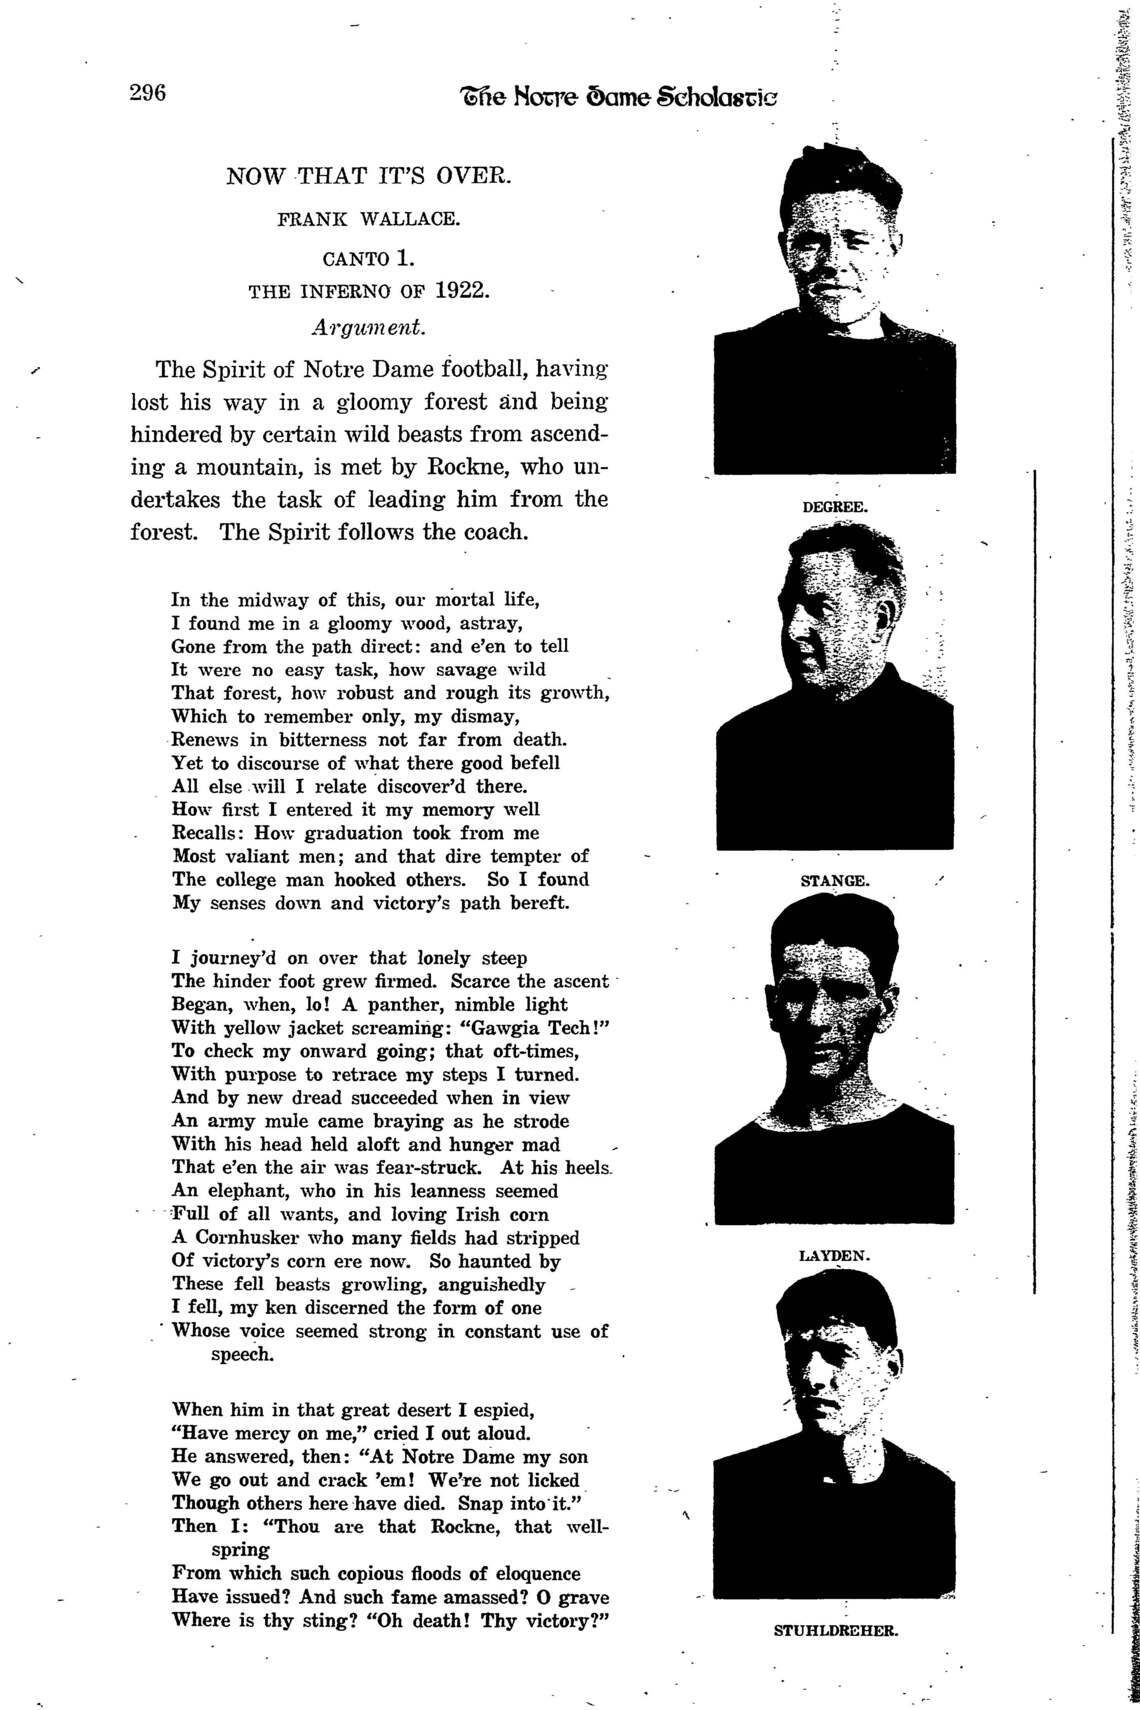 296
The Notre Dame Scholastic
NOW THAT IT'S OVER.
FRANK WALLACE.
CANTO 1.
THE INFERNO OF 1922.
Argument.
The Spirit of Notre Dame football, having
lost his way in a gloomy forest and being
hindered by certain wild beasts from ascend-
ing a mountain, is met by Rockne, who un-
dertakes the task of leading him from the
forest. The Spirit follows the coach.
In the midway of this, our mortal life,
I found me in a gloomy wood, astray,
Gone from the path direct: and e'en to tell
It were no easy task, how savage wild
That forest, how robust and rough its growth,
Which to remember only, my dismay,
Renews in bitterness not far from death.
Yet to discourse of what there good befell
All else will I relate discover'd there.
How first I entered it my memory well
Recalls: How graduation took from me
Most valiant men; and that dire tempter of
The college man hooked others. So I found
My senses down and victory's path bereft.
I journey'd on over that lonely steep
The hinder foot grew firmed. Scarce the ascent
Began, when, lo! A panther, nimble light
With yellow jacket screaming: "Gawgia Tech!"
To check my onward going; that oft-times,
With purpose to retrace my steps I turned.
And by new dread succeeded when in view
An army mule came braying as he strode
With his head held aloft and hunger mad
That e'en the air was fear-struck. At his heels
An elephant, who in his leanness seemed
Full of all wants, and loving Irish corn
A Cornhusker who many fields had stripped
Of victory's corn ere now. So haunted by
These fell beasts growling, anguishedly
I fell, my ken discerned the form of one
Whose voice seemed strong in constant use of
speech.
When him in that great desert I espied,
"Have mercy on me," cried I out aloud.
He answered, then: "At Notre Dame my son
We go out and crack 'em! We're not licked
Though others here have died. Snap into it."
Then I: "Thou are that Rockne, that well-
spring
From which such copious floods of eloquence
Have issued? And such fame amassed? O grave
Where is thy sting? "Oh death! Thy victory?"
DEGREE.
STANGE.
LAYDEN.
STUHLDREHER.